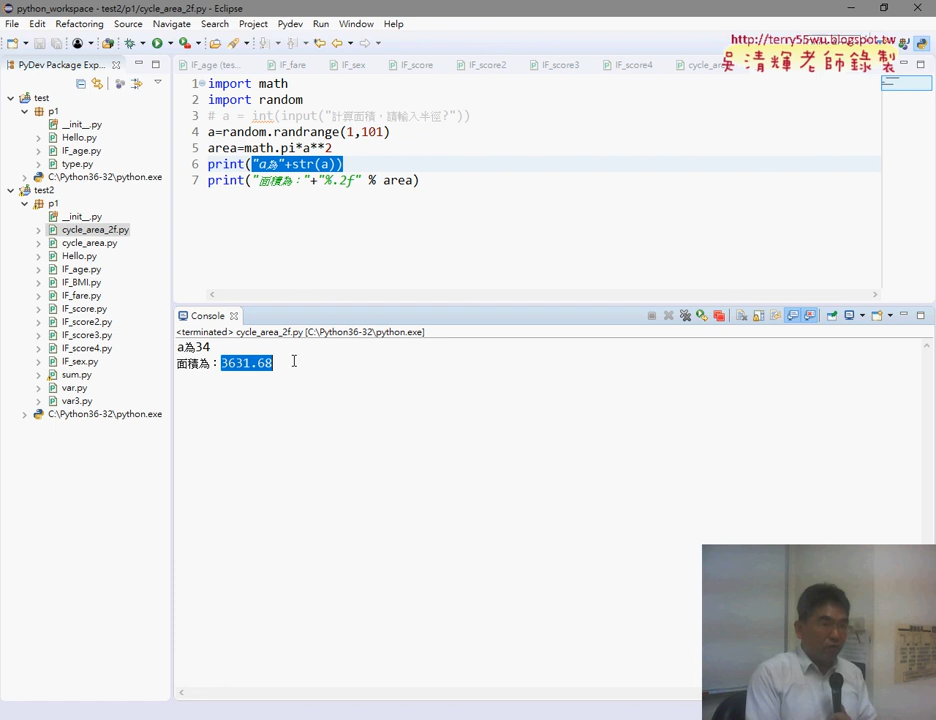 python_workspace - test2/p1/cycle_area_2f.py - Eclipse
File Edit Refactoring Source Navigate Search Project Pydev Run Window Help
http://terry55wu.blogspot.tw
吳清輝老師錄製
PyDev Package Exp...
IF_age (tes...
IF_fare
IF_sex
IF_score
IF_score2
IF_score3
IF_score4
test
p1
__init__.py
Hello.py
IF_age.py
type.py
C:\Python36-32\python.exe
test2
p1
__init__.py
cycle_area_2f.py
cycle_area.py
Hello.py
IF_age.py
IF_BMI.py
IF_fare.py
IF_score.py
IF_score2.py
IF_score3.py
IF_score4.py
IF_sex.py
sum.py
var.py
var3.py
C:\Python36-32\python.exe
1 import math
2 import random
3 # a = int(input("計算面積，請輸入半徑?"))
4 a=random.randrange(1,101)
5 area=math.pi*a**2
6 print("a為"+str(a))
7 print("面積為："+"%.2f" % area)
Console
<terminated> cycle_area_2f.py [C:\Python36-32\python.exe]
a為34
面積為：3631.68